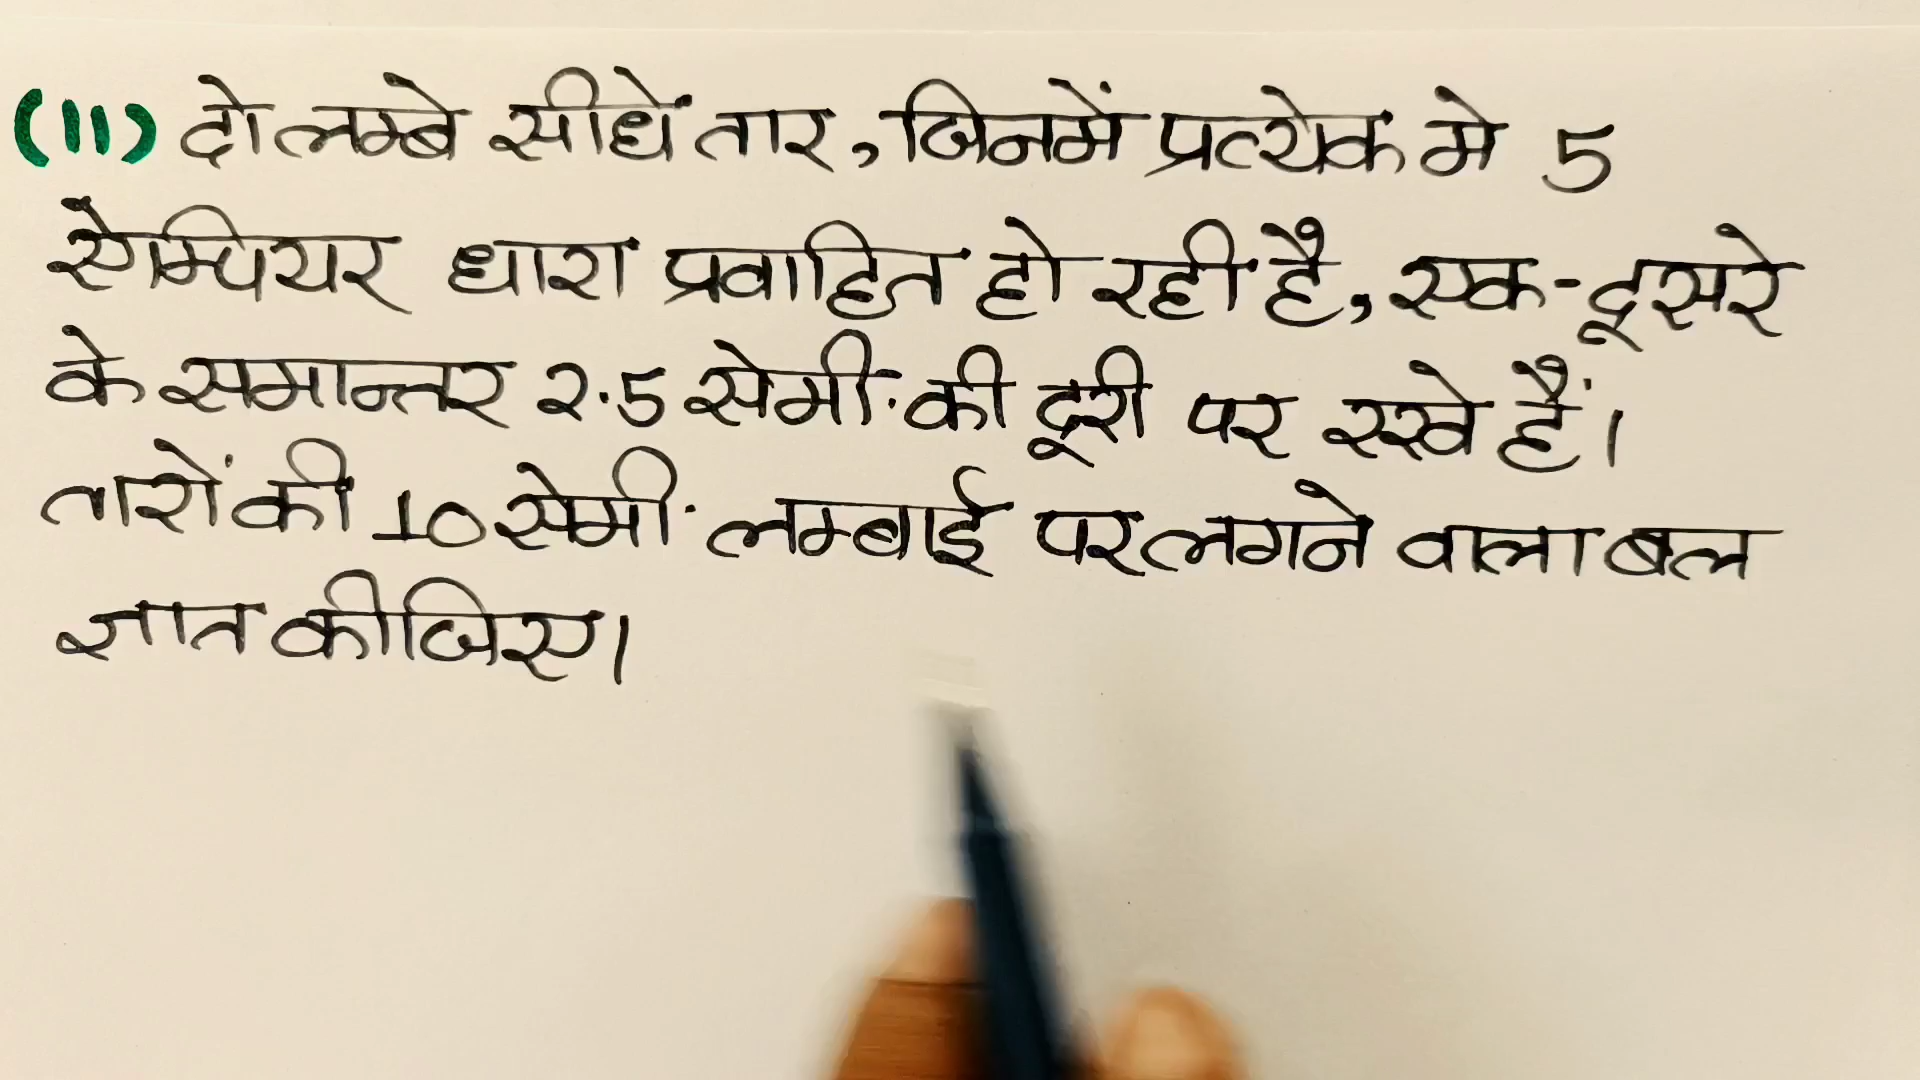 (11) दो लम्बे सीधे तार, जिनमें प्रत्येक मे 5
ऐम्पियर धारा प्रवाहित हो रही है, एक-दूसरे
के समान्तर 2.5 सेमी. की दूरी पर रखे हैं।
तारों की 10 सेमी. लम्बाई पर लगने वाला बल
ज्ञात कीजिए।